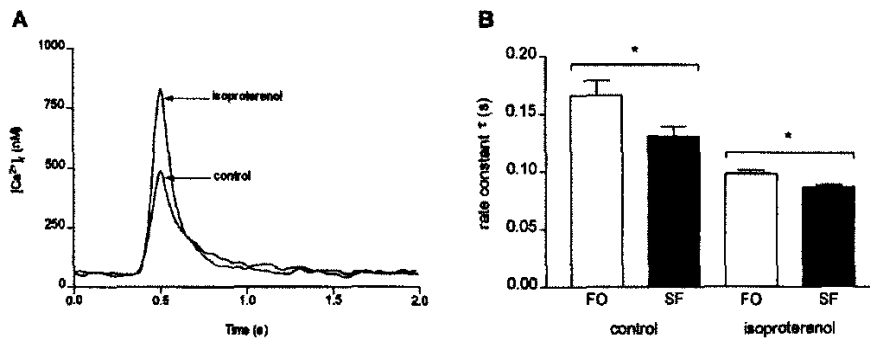 A
1000
750
500
250
0
[Ca²⁺]ᵢ (nM)
isoproterenol
control
0.0 0.5 1.0 1.5 2.0
Time (s)
B
0.20
0.15
0.10
0.05
0.00
rate constant τ (s)
*
*
FO SF FO SF
control isoproterenol